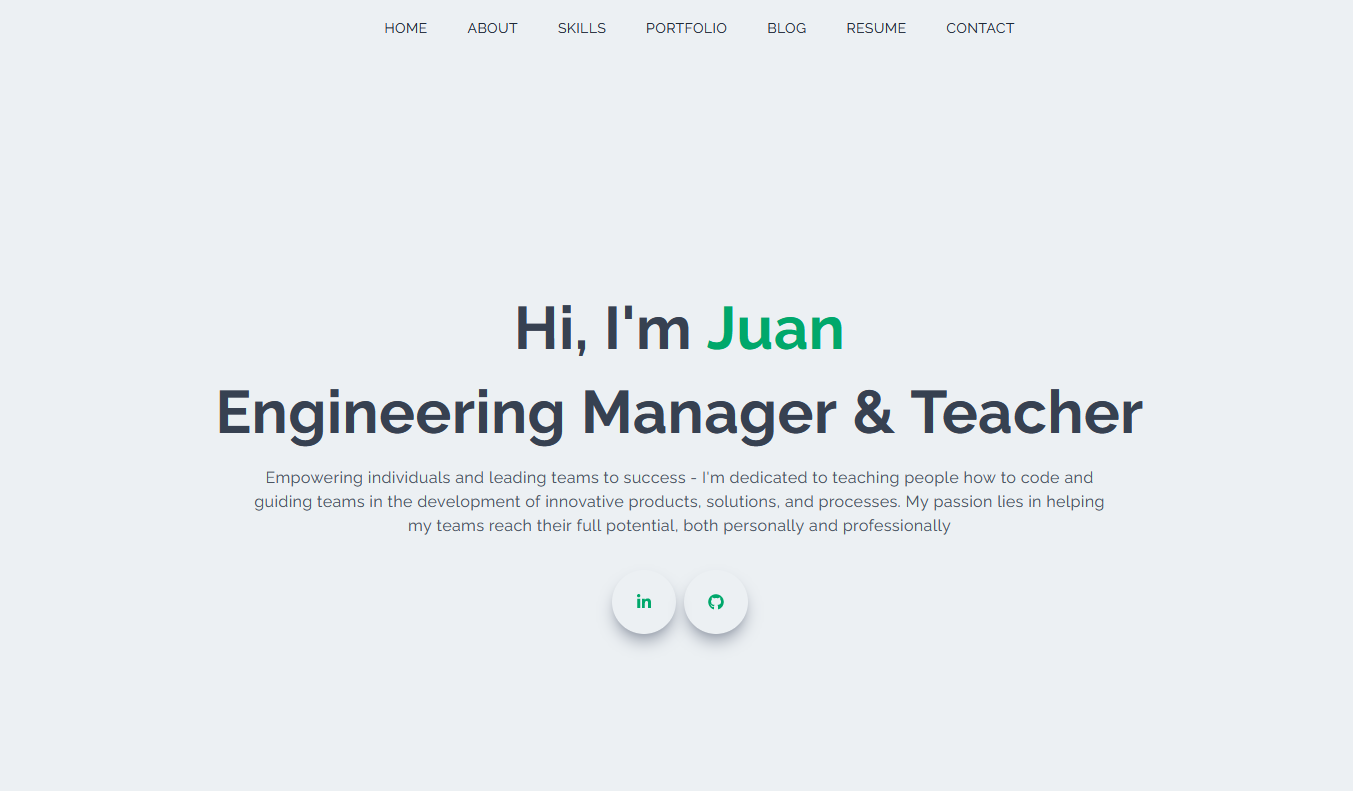 HOME ABOUT SKILLS PORTFOLIO BLOG RESUME CONTACT
Hi, I'm Juan
Engineering Manager & Teacher
Empowering individuals and leading teams to success - I'm dedicated to teaching people how to code and
guiding teams in the development of innovative products, solutions, and processes. My passion lies in helping
my teams reach their full potential, both personally and professionally
in